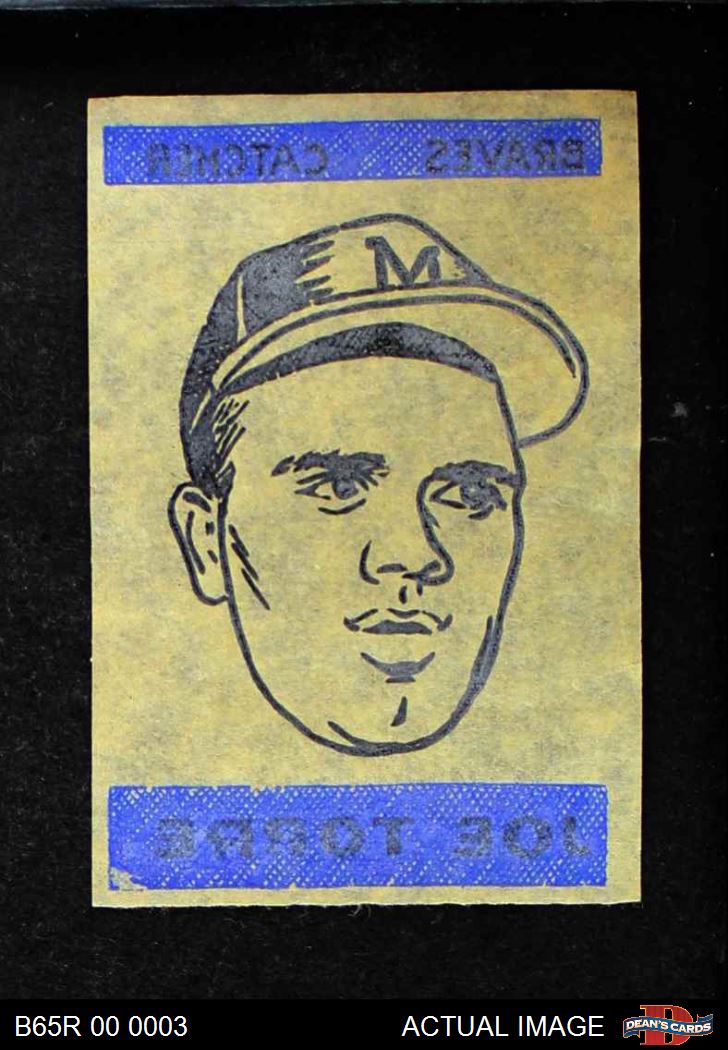 BRAVES CATCHER
M
JOE TORRE
B65R 00 0003
ACTUAL IMAGE
D
DEAN'S CARDS